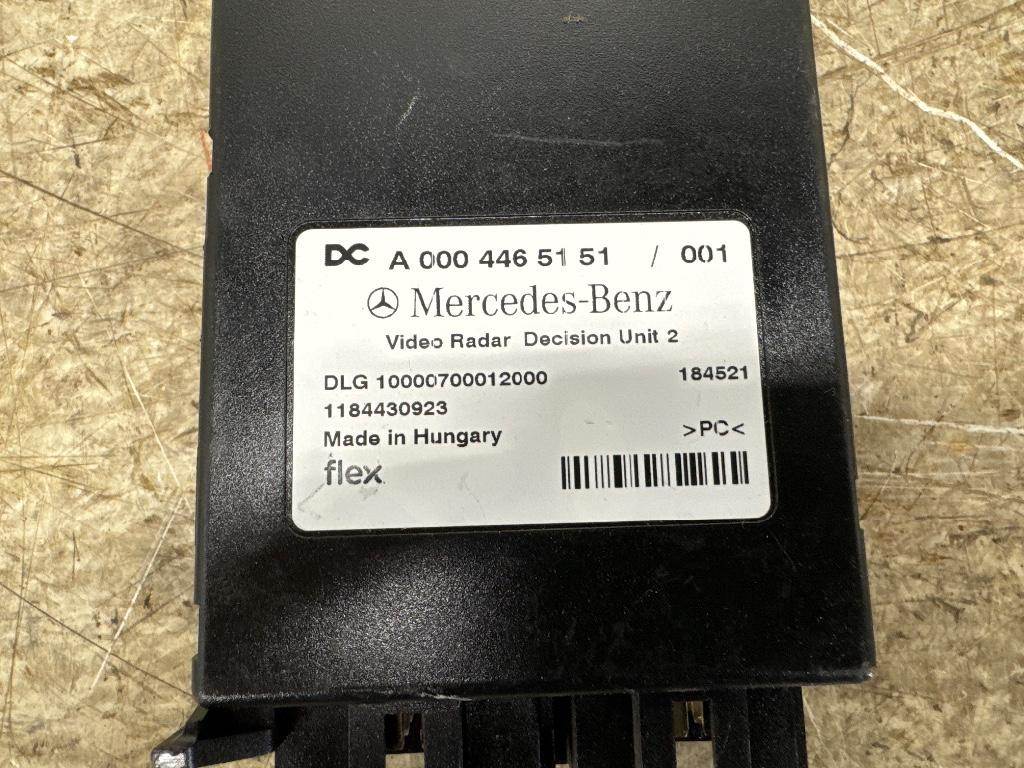 DC A 000 446 51 51 / 001
Mercedes-Benz
Video Radar Decision Unit 2
DLG 10000700012000 184521
1184430923
Made in Hungary >PC<
flex